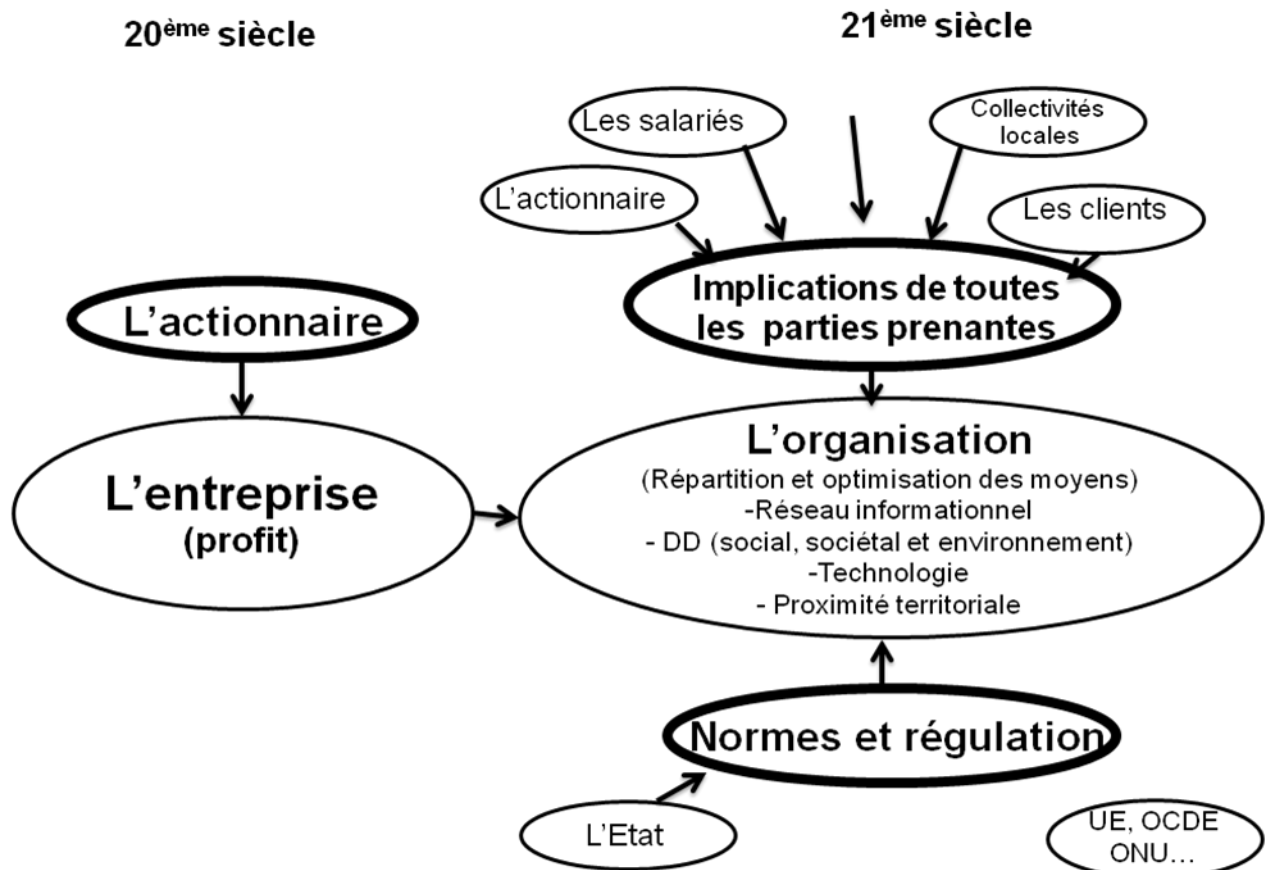 20ème siècle
21ème siècle
Les salariés
Collectivités
locales
L'actionnaire
Les clients
Implications de toutes
les parties prenantes
L'actionnaire
L'entreprise
(profit)
L'organisation
(Répartition et optimisation des moyens)
-Réseau informationnel
- DD (social, sociétal et environnement)
-Technologie
- Proximité territoriale
Normes et régulation
L'Etat
UE, OCDE
ONU…